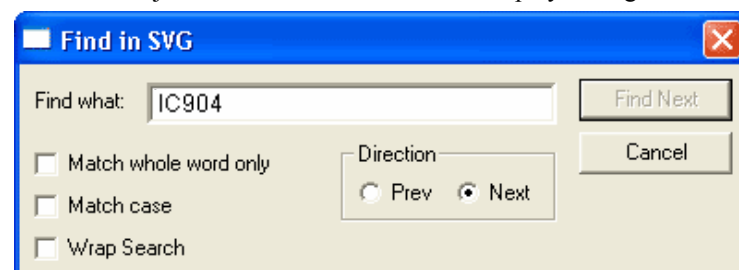 Find in SVG
Find what: IC904 Find Next
Match whole word only Direction Cancel
Prev Next
Match case
Wrap Search